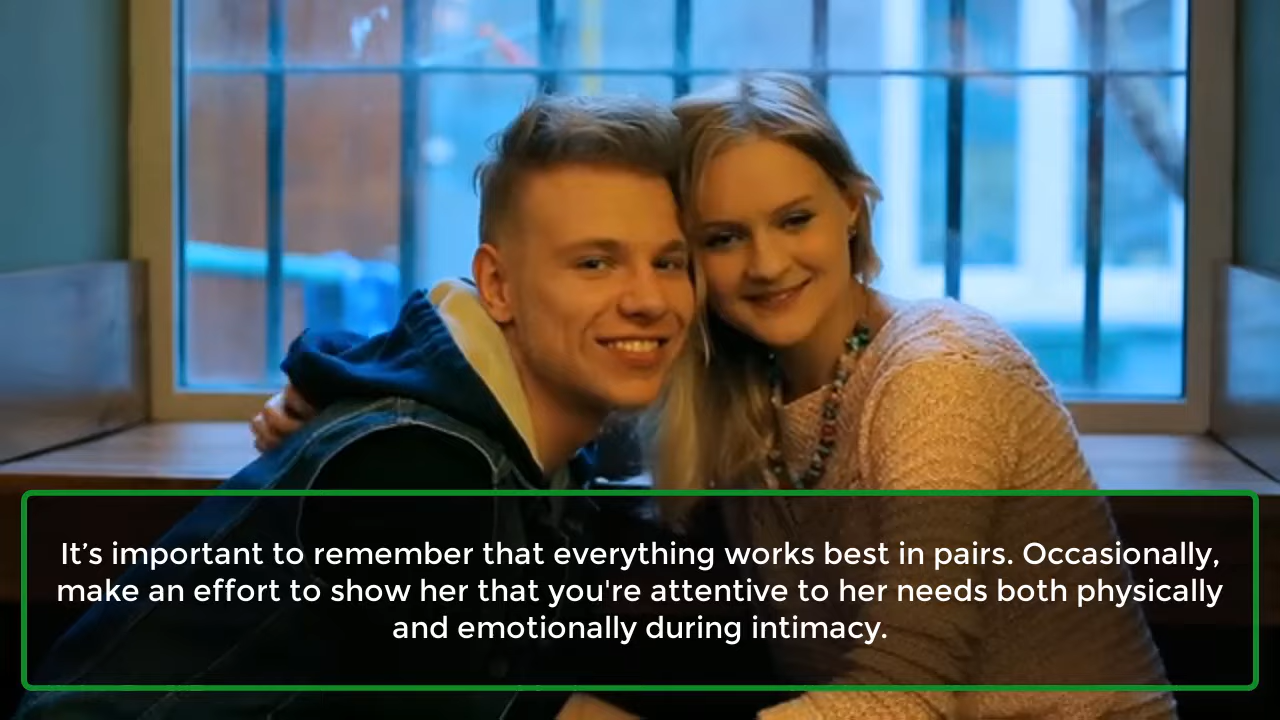 It’s important to remember that everything works best in pairs. Occasionally,
make an effort to show her that you're attentive to her needs both physically
and emotionally during intimacy.